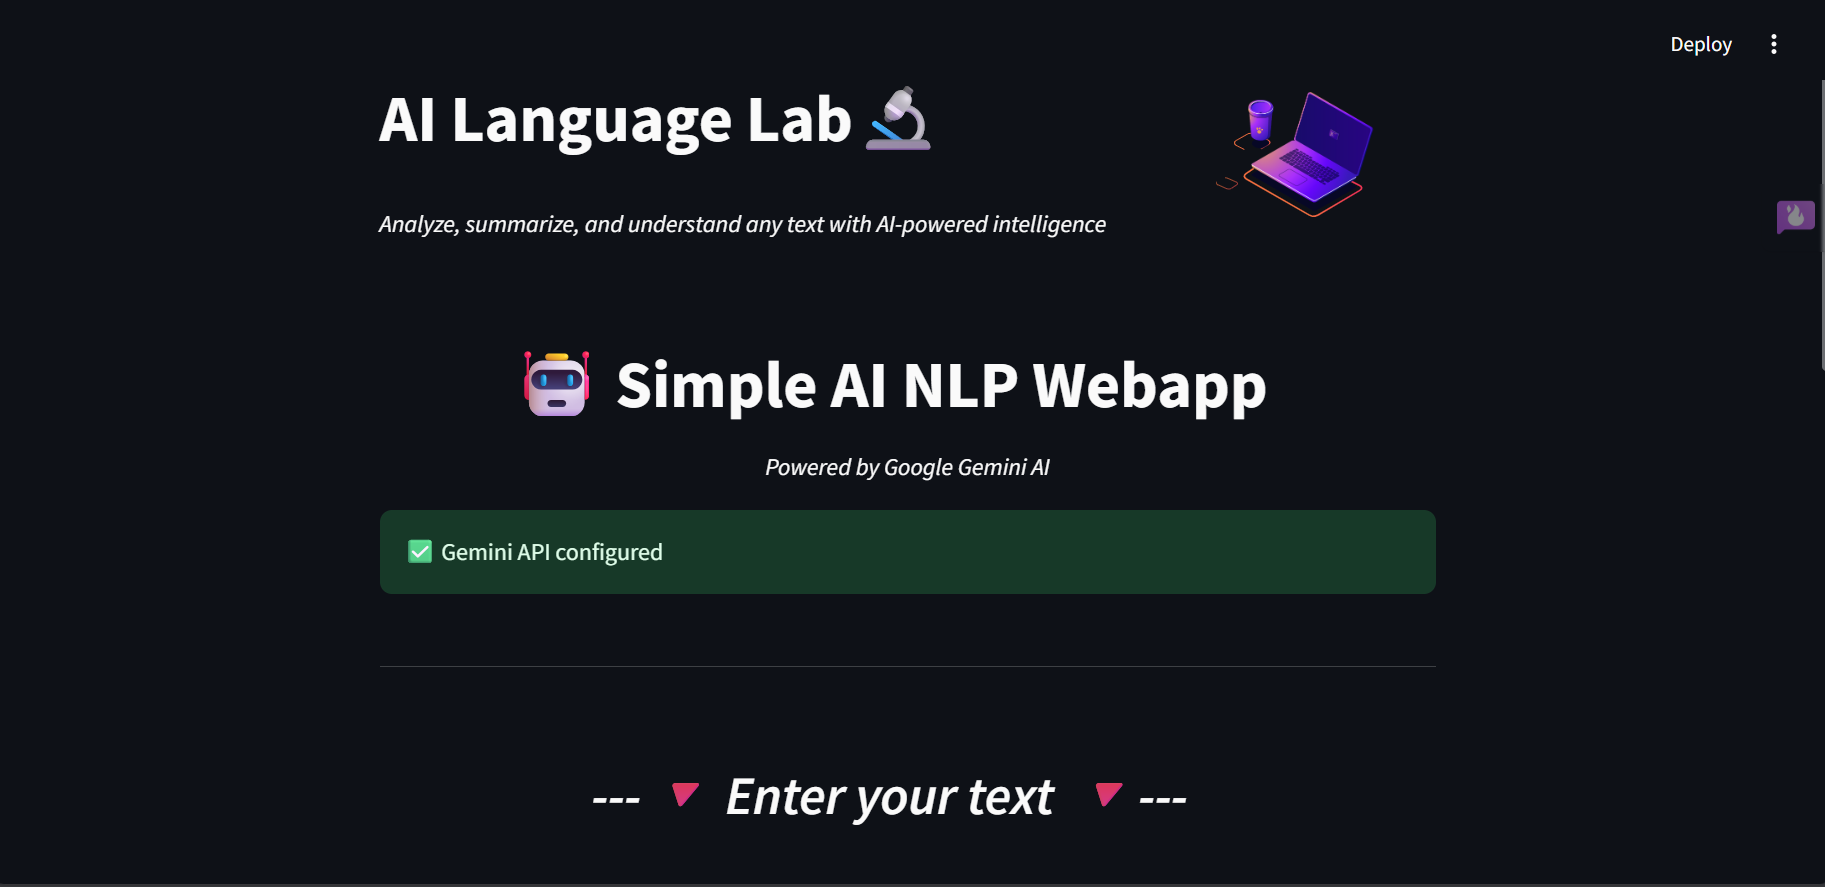 Deploy
AI Language Lab
Analyze, summarize, and understand any text with AI-powered intelligence
Simple AI NLP Webapp
Powered by Google Gemini AI
✅ Gemini API configured
--- 🔻 Enter your text 🔻 ---